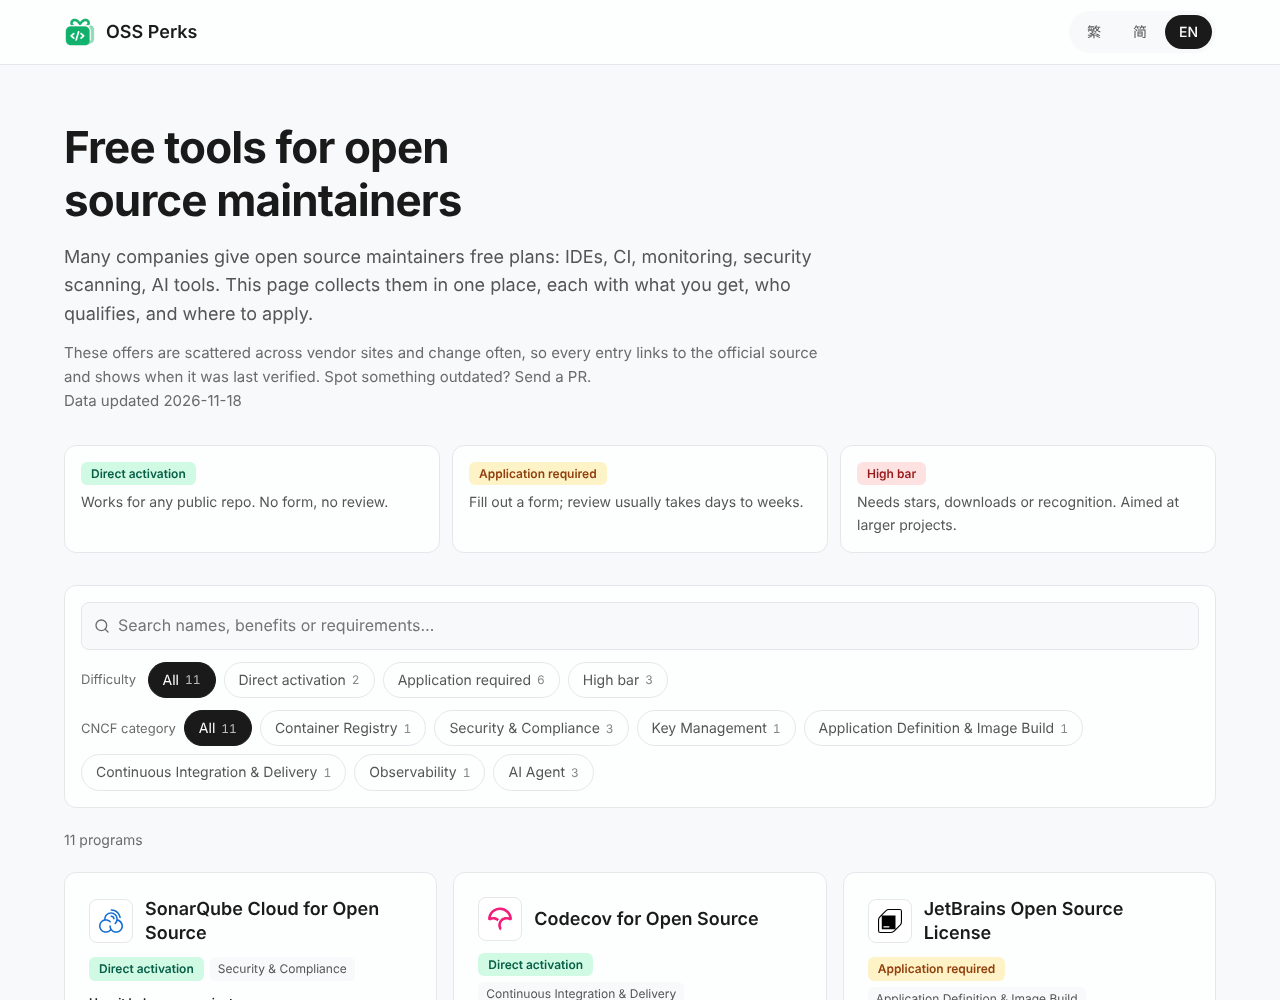 OSS Perks
繁 简 EN
Free tools for open
source maintainers
Many companies give open source maintainers free plans: IDEs, CI, monitoring, security
scanning, AI tools. This page collects them in one place, each with what you get, who
qualifies, and where to apply.
These offers are scattered across vendor sites and change often, so every entry links to the official source
and shows when it was last verified. Spot something outdated? Send a PR.
Data updated 2026-11-18
Direct activation
Works for any public repo. No form, no review.
Application required
Fill out a form; review usually takes days to weeks.
High bar
Needs stars, downloads or recognition. Aimed at
larger projects.
Search names, benefits or requirements...
Difficulty All 11 Direct activation 2 Application required 6 High bar 3
CNCF category All 11 Container Registry 1 Security & Compliance 3 Key Management 1 Application Definition & Image Build 1
Continuous Integration & Delivery 1 Observability 1 AI Agent 3
11 programs
SonarQube Cloud for Open
Source
Direct activation Security & Compliance
Codecov for Open Source
Direct activation
Continuous Integration & Delivery
JetBrains Open Source
License
Application required
Application Definition & Image Build